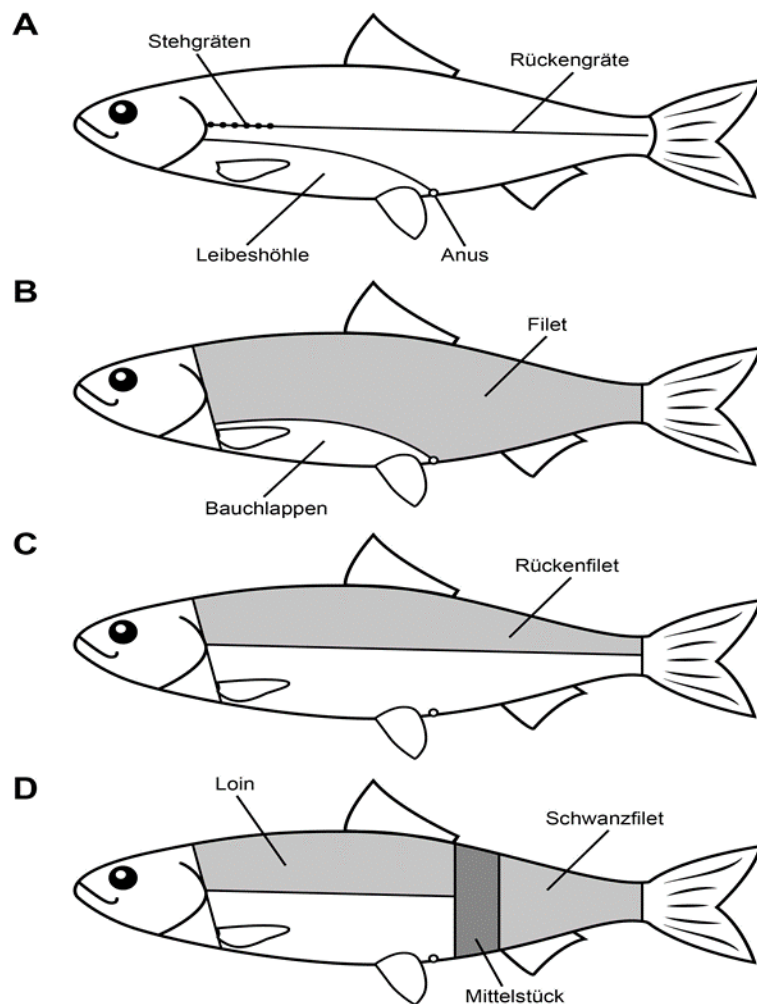 A
Stehgräten
Rückengräte
Leibeshöhle
Anus
B
Filet
Bauchlappen
C
Rückenfilet
D
Loin
Schwanzfilet
Mittelstück